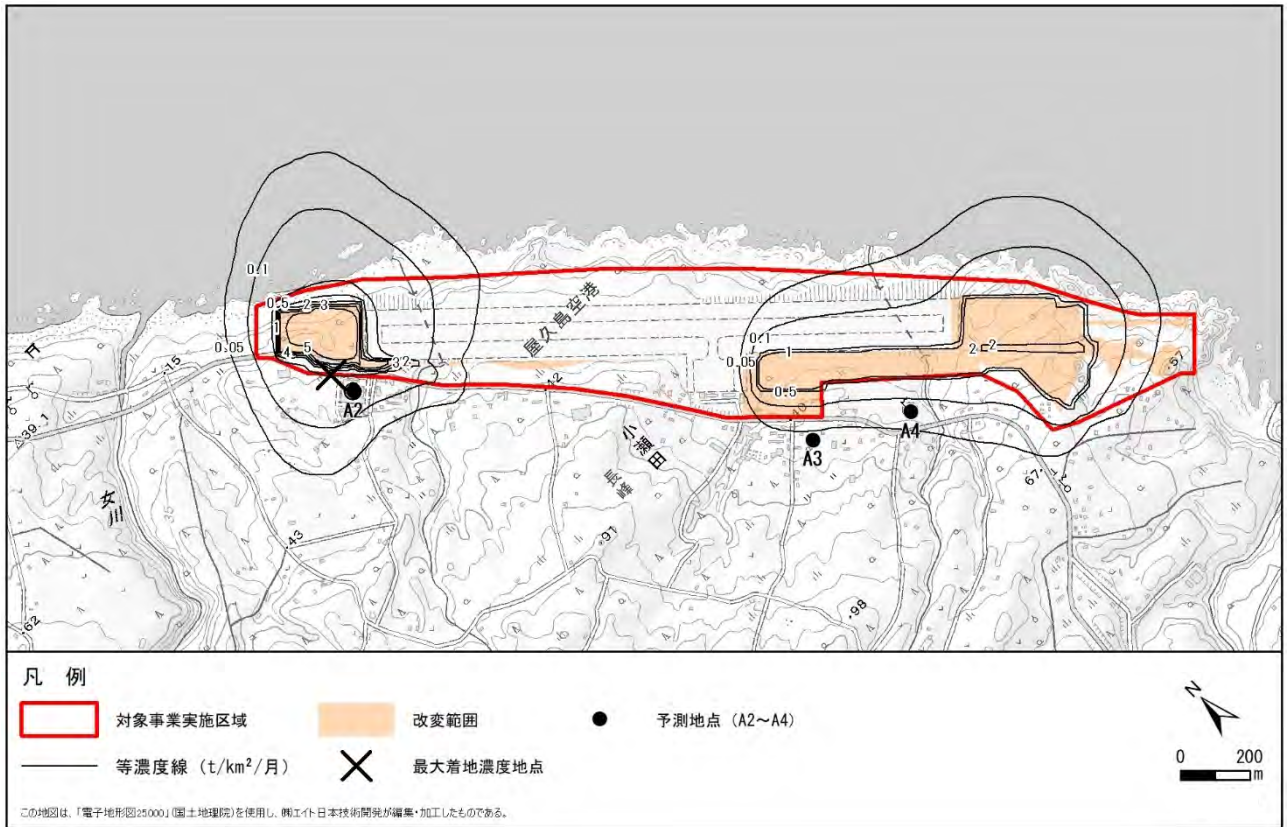 屋久島空港
0.1
0.5 2 3
1
4 5
0.05
3 2
A2
0.1
0.05
1
0.5
2 2
A3
A4
小瀬田
長峰
女川
15
39.1
43
62
42
91
98
67
57
凡 例
対象事業実施区域
改変範囲
予測地点（A2～A4）
等濃度線（t/km²/月）
最大着地濃度地点
N
0 200
m
この地図は、「電子地形図25000」（国土地理院）を使用し、㈱エイト日本技術開発が編集・加工したものである。